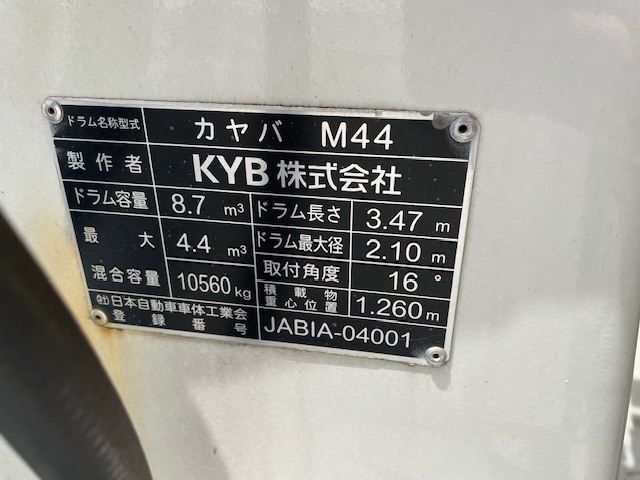 ドラム名称型式 カヤバ M44
製作者 KYB 株式会社
ドラム容量 8.7 m³ ドラム長さ 3.47 m
最大 4.4 m³ ドラム最大径 2.10 m
混合容量 10560 kg 取付角度 16°
積載物重心位置 1.260 m
(社)日本自動車車体工業会
登録番号 JABIA-04001